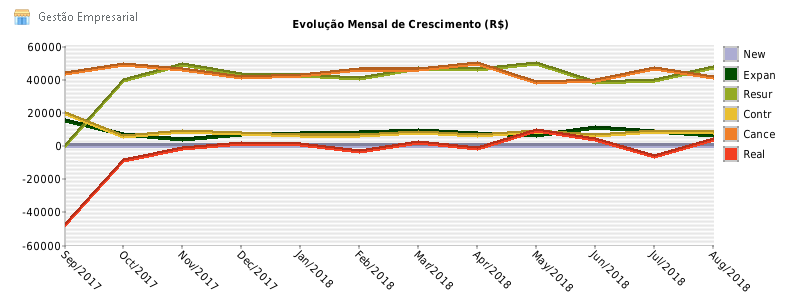 Gestão Empresarial
Evolução Mensal de Crescimento (R$)
60000
40000
20000
0
-20000
-40000
-60000
Sep/2017
Oct/2017
Nov/2017
Dec/2017
Jan/2018
Feb/2018
Mar/2018
Apr/2018
May/2018
Jun/2018
Jul/2018
Aug/2018
New
Expan
Resur
Contr
Cance
Real